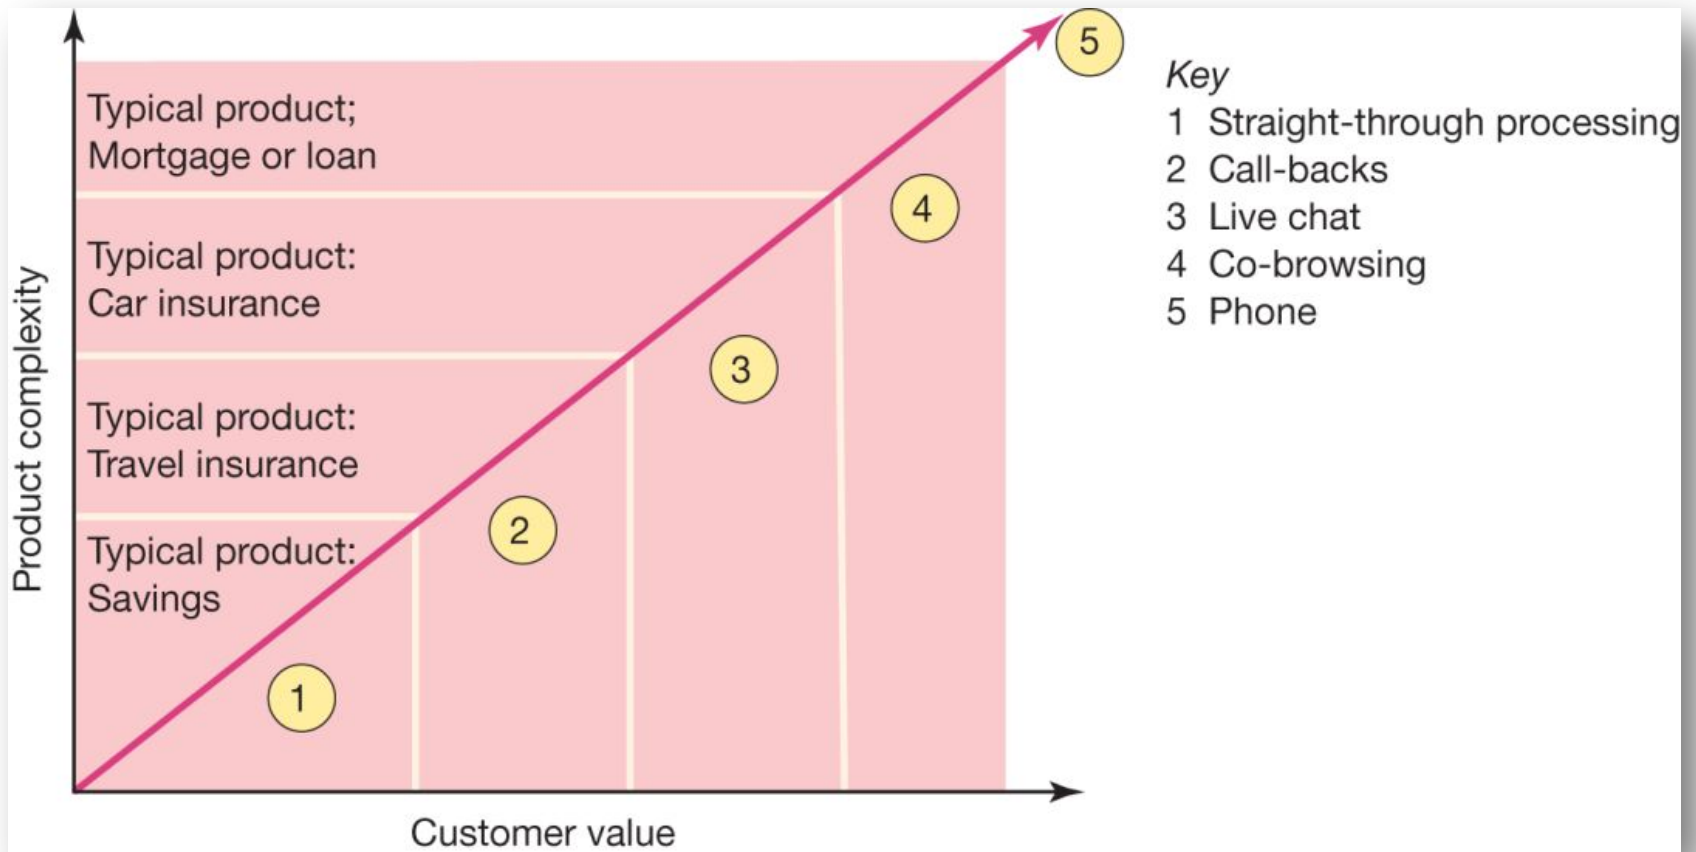 Product complexity
Typical product;
Mortgage or loan
Typical product:
Car insurance
Typical product:
Travel insurance
Typical product:
Savings
1
2
3
4
5
Customer value
Key
1 Straight-through processing
2 Call-backs
3 Live chat
4 Co-browsing
5 Phone